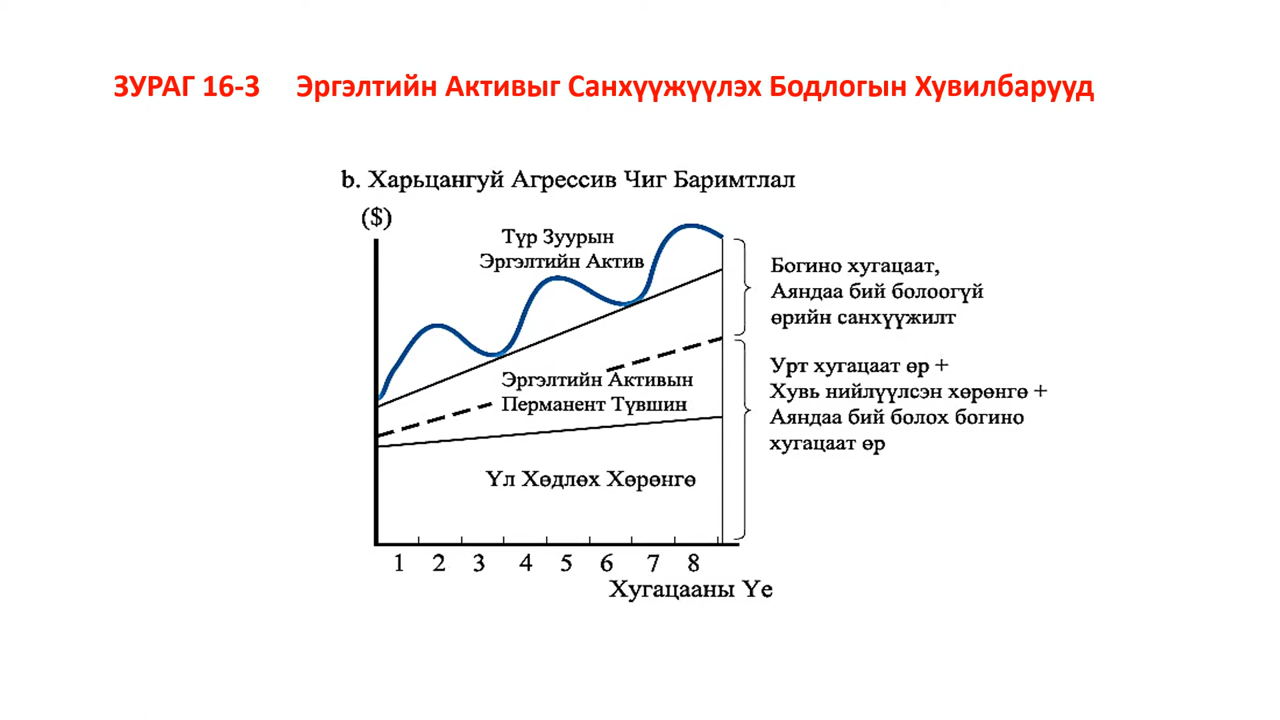 ЗУРАГ 16-3 Эргэлтийн Активыг Санхүүжүүлэх Бодлогын Хувилбарууд
b. Харьцангуй Агрессив Чиг Баримтлал
($)
Түр Зуурын
Эргэлтийн Актив
Богино хугацаат,
Аяндаа бий болоогүй
өрийн санхүүжилт
Эргэлтийн Активын
Перманент Түвшин
Урт хугацаат өр +
Хувь нийлүүлсэн хөрөнгө +
Аяндаа бий болох богино
хугацаат өр
Үл Хөдлөх Хөрөнгө
1 2 3 4 5 6 7 8
Хугацааны Үе